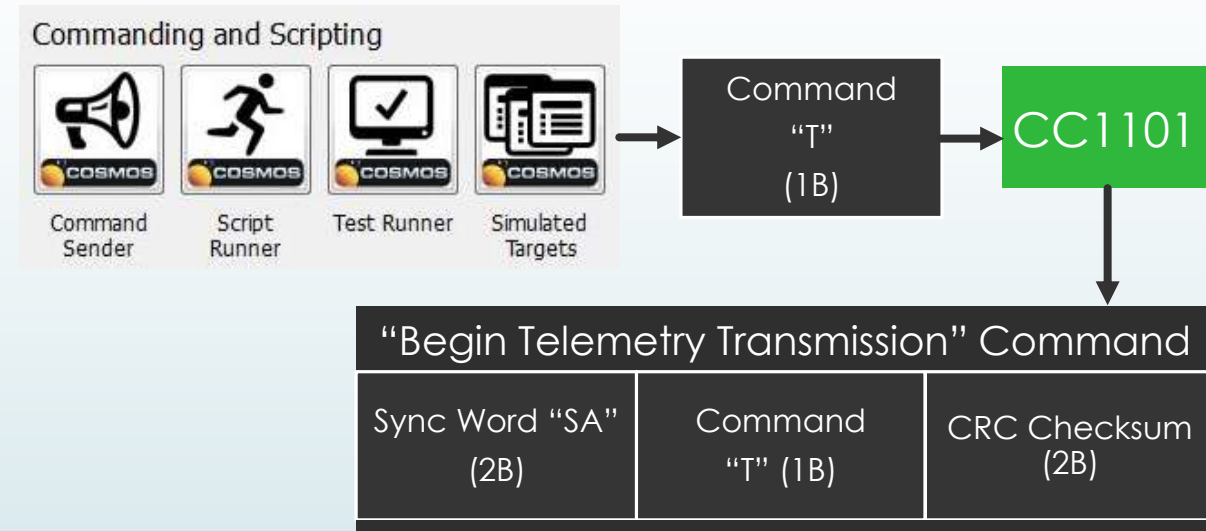 Commanding and Scripting
COSMOS
COSMOS
COSMOS
COSMOS
Command
Sender
Script
Runner
Test Runner
Simulated
Targets
Command
“T”
(1B)
CC1101
“Begin Telemetry Transmission” Command
Sync Word “SA”
(2B)
Command
“T” (1B)
CRC Checksum
(2B)